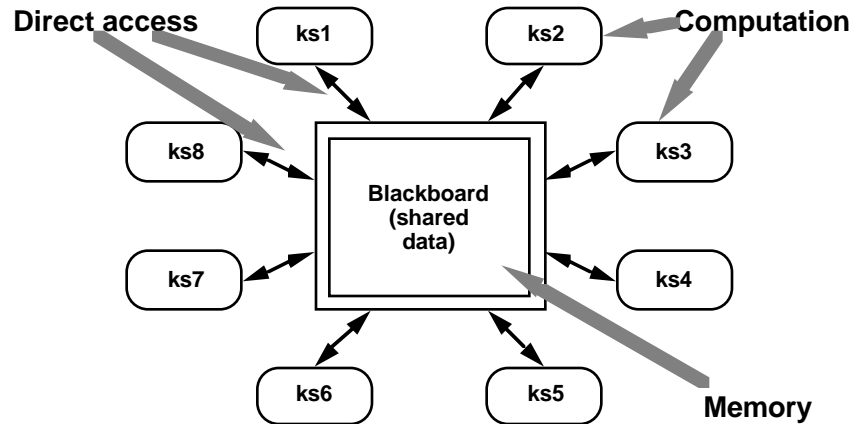 Direct access
ks1
ks2
Computation
ks8
ks3
Blackboard
(shared
data)
ks7
ks4
ks6
ks5
Memory